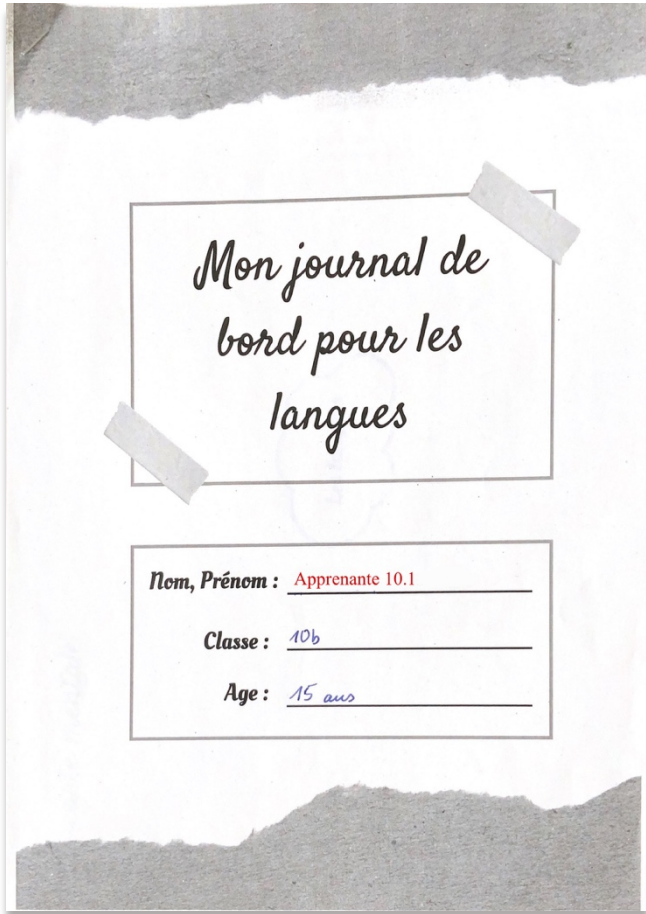 Mon journal de
bord pour les
langues
Nom, Prénom : Apprenante 10.1
Classe : 10b
Age : 15 ans